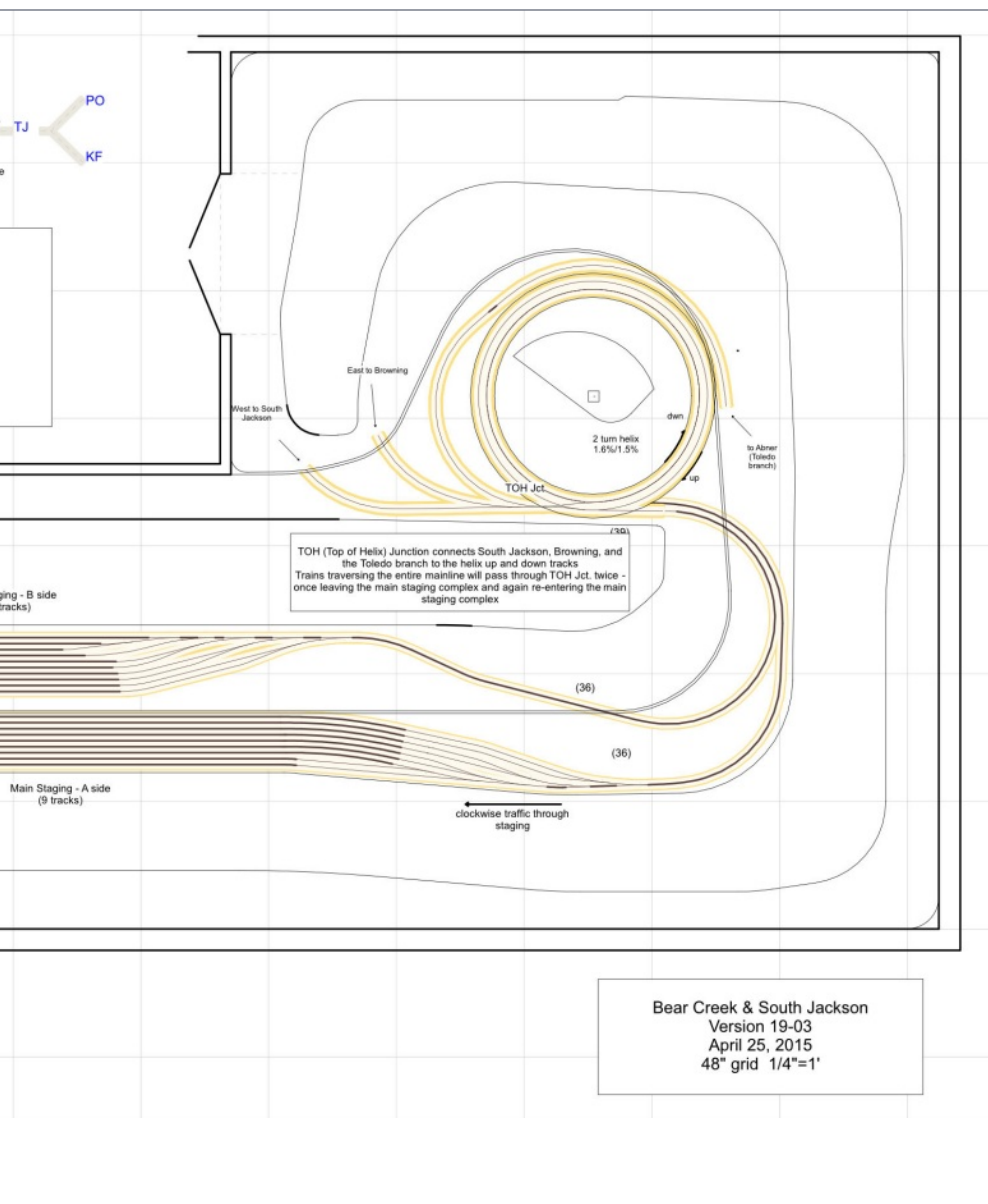 PO
TJ
KF
e
East to Browning
West to South
Jackson
dwn
2 turn helix
1.6%/1.5%
up
to Abner
(Toledo
branch)
TOH Jct.
(39)
TOH (Top of Helix) Junction connects South Jackson, Browning, and
the Toledo branch to the helix up and down tracks
Trains traversing the entire mainline will pass through TOH Jct. twice -
once leaving the main staging complex and again re-entering the main
staging complex
ging - B side
tracks)
(36)
(36)
Main Staging - A side
(9 tracks)
clockwise traffic through
staging
Bear Creek & South Jackson
Version 19-03
April 25, 2015
48" grid 1/4"=1'